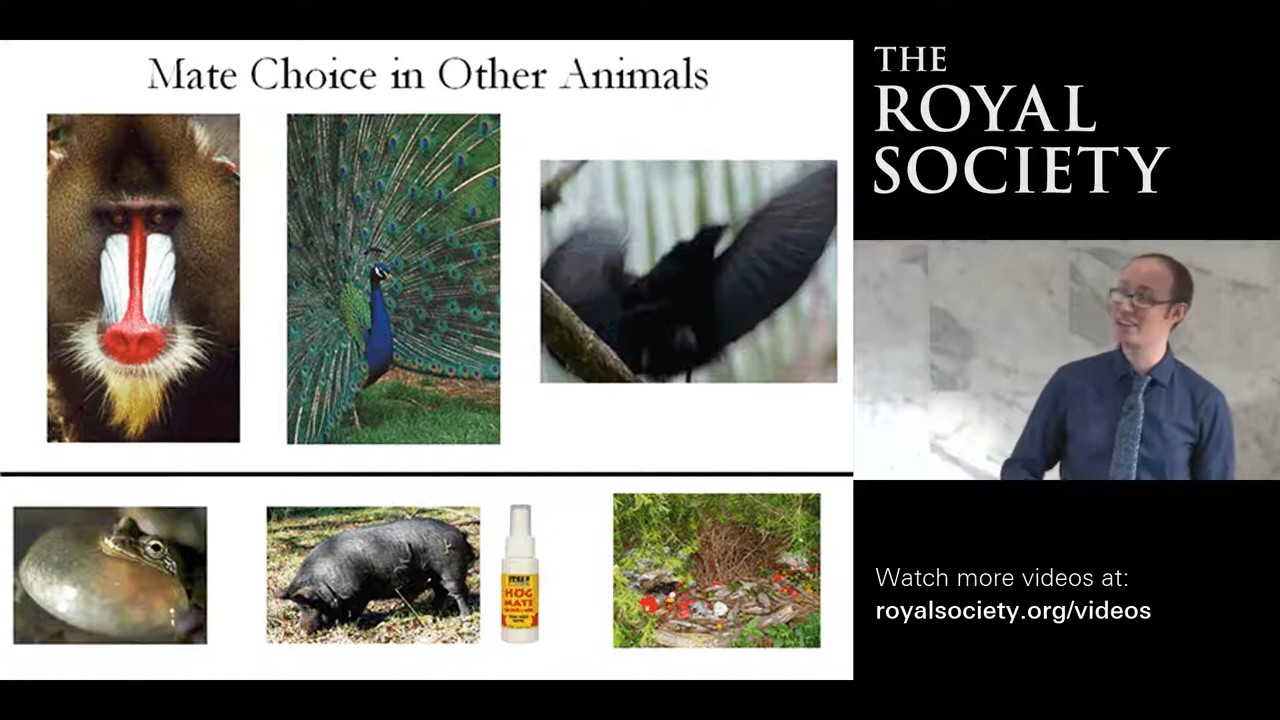 Mate Choice in Other Animals
THE
ROYAL
SOCIETY
HOG
MATE
Watch more videos at:
royalsociety.org/videos